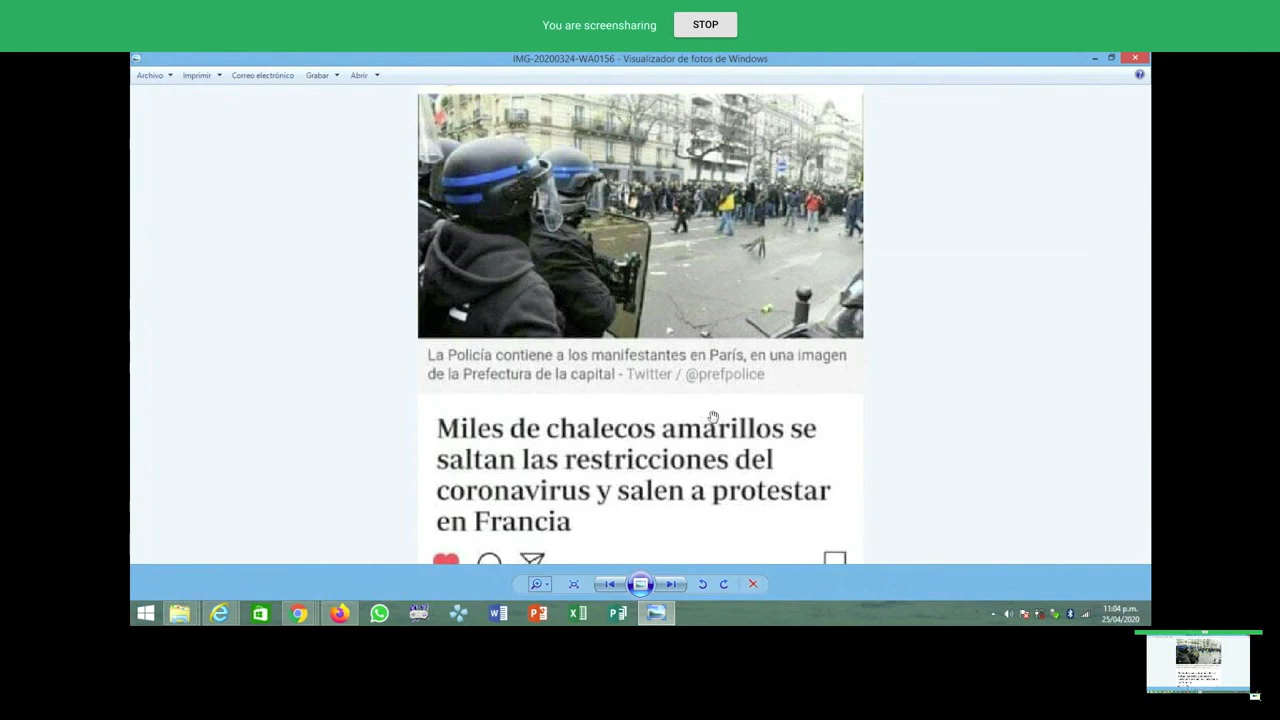 You are screensharing STOP
IMG-20200324-WA0156 - Visualizador de fotos de Windows
Archivo Imprimir Correo electrónico Grabar Abrir
La Policía contiene a los manifestantes en París, en una imagen
de la Prefectura de la capital - Twitter / @prefpolice
Miles de chalecos amarillos se
saltan las restricciones del
coronavirus y salen a protestar
en Francia
11:04 p.m.
25/04/2020